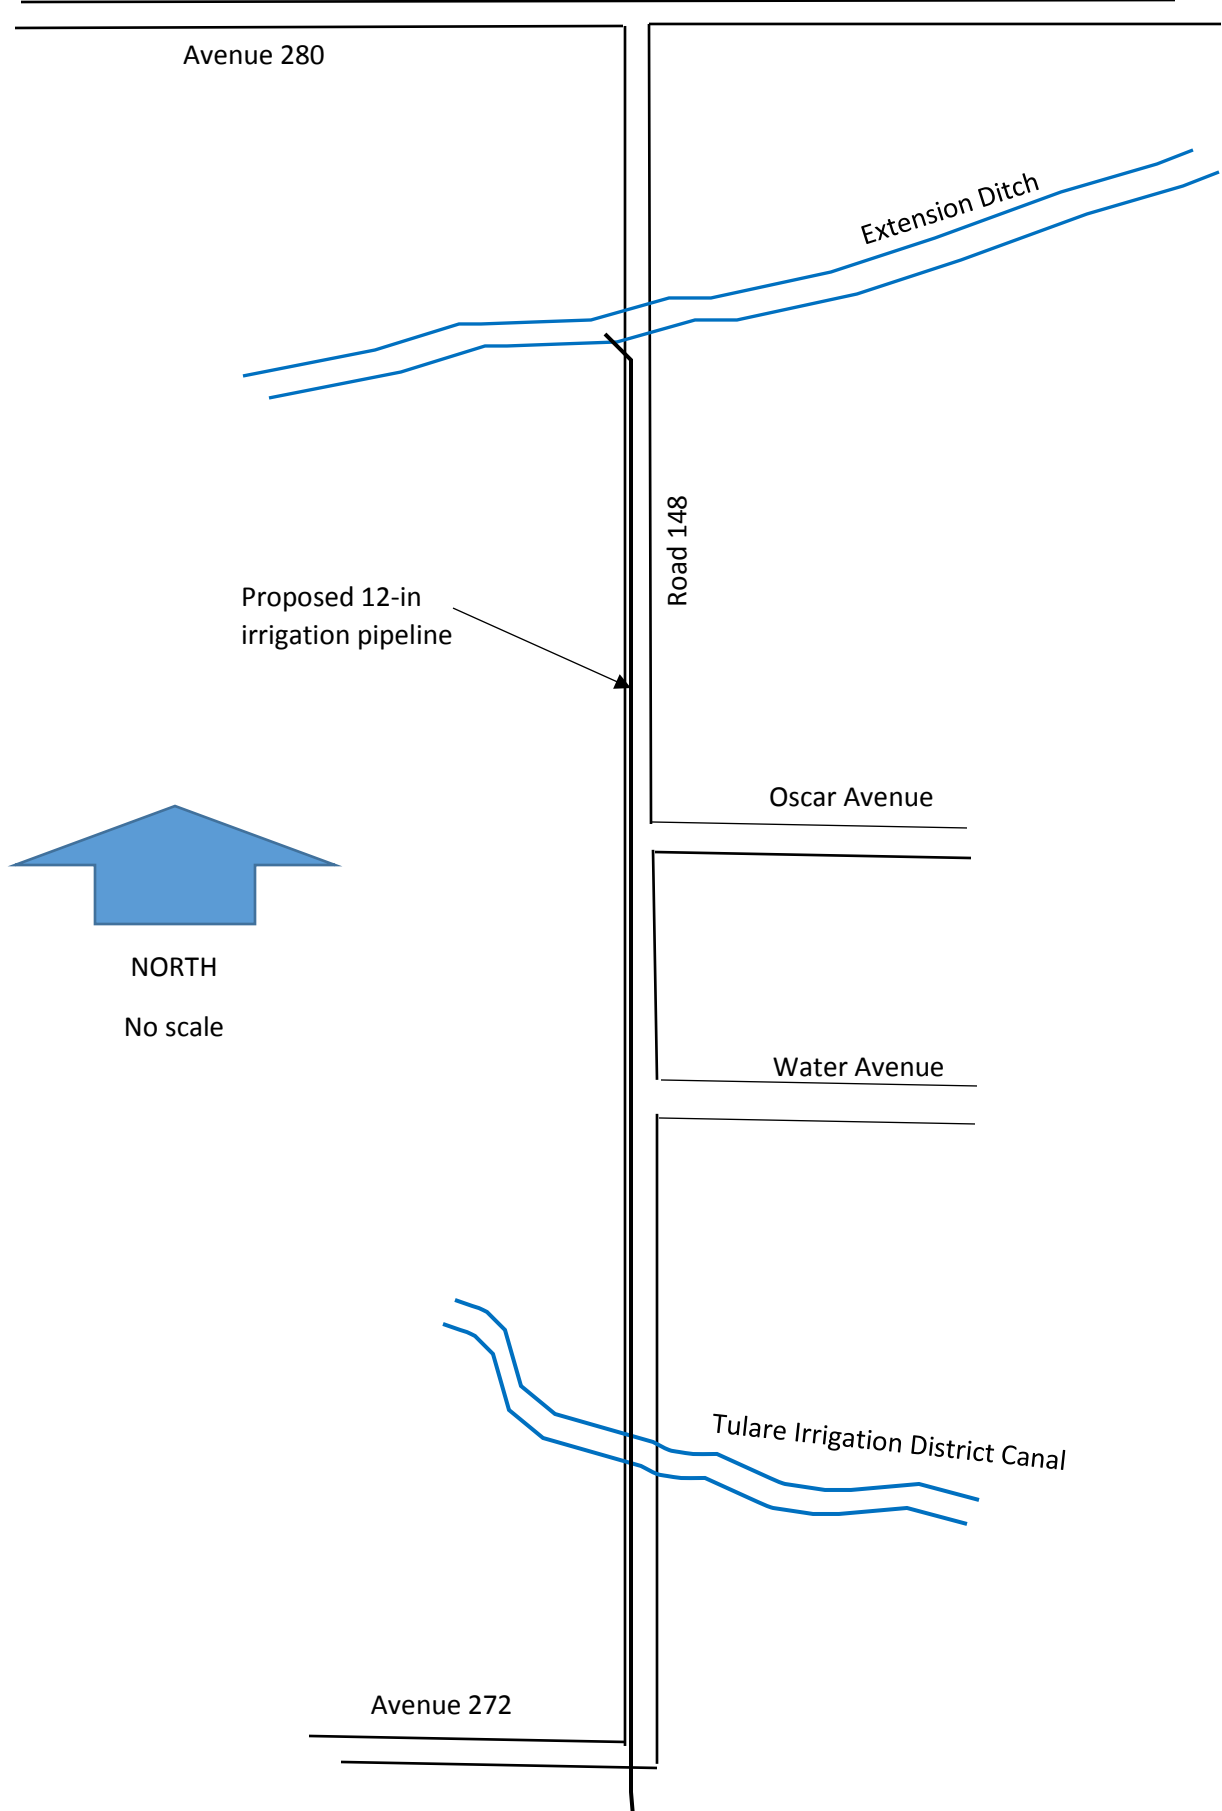 Avenue 280
Extension Ditch
Road 148
Proposed 12-in
irrigation pipeline
Oscar Avenue
NORTH
No scale
Water Avenue
Tulare Irrigation District Canal
Avenue 272